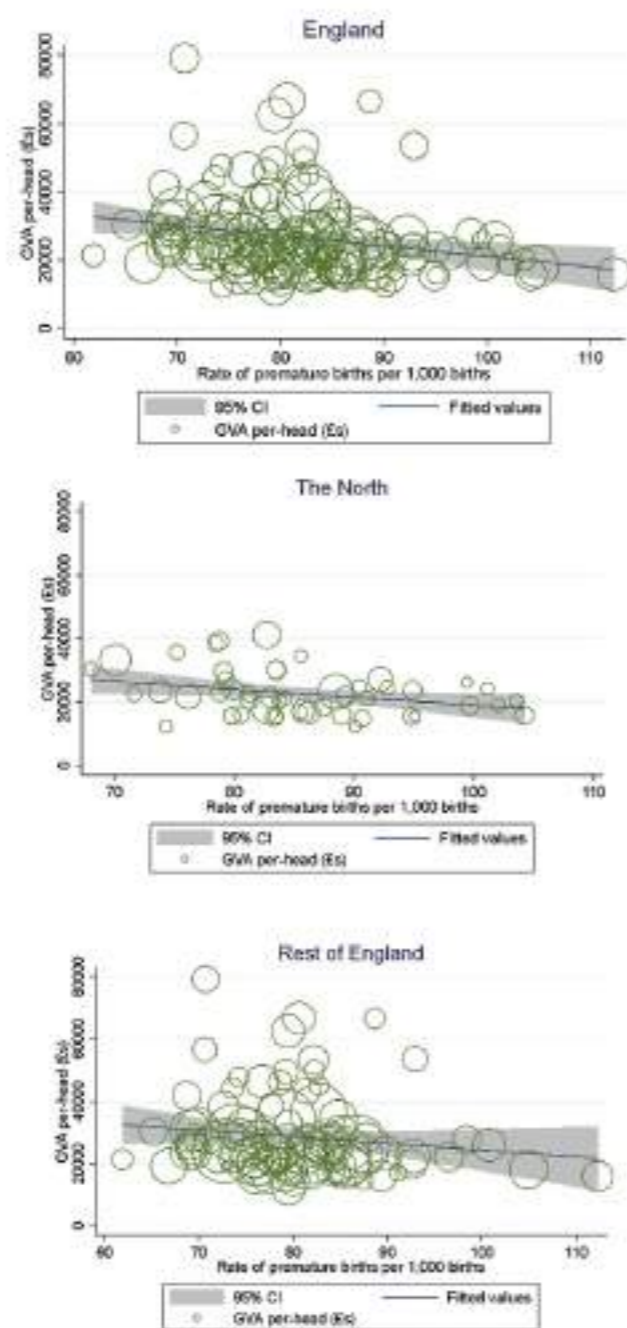 England
80000
60000
40000
20000
0
GVA per-head (£s)
60 70 80 90 100 110
Rate of premature births per 1,000 births
95% CI Fitted values
GVA per-head (£s)
The North
80000
60000
40000
20000
0
GVA per-head (£s)
70 80 90 100 110
Rate of premature births per 1,000 births
95% CI Fitted values
GVA per-head (£s)
Rest of England
80000
60000
40000
20000
0
GVA per-head (£s)
60 70 80 90 100 110
Rate of premature births per 1,000 births
95% CI Fitted values
GVA per-head (£s)